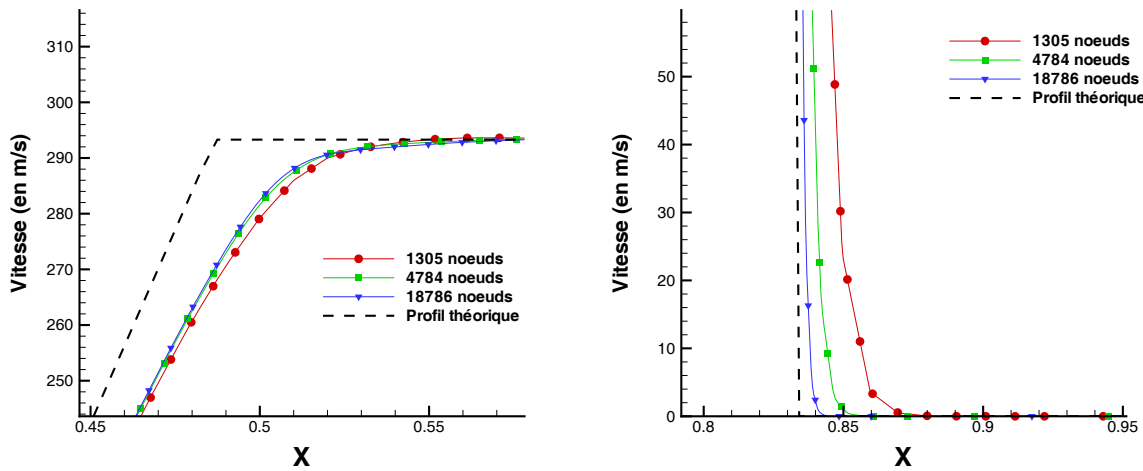 Vitesse (en m/s)
310
300
290
280
270
260
250
0.45
0.5
0.55
X
1305 noeuds
4784 noeuds
18786 noeuds
Profil théorique
Vitesse (en m/s)
50
40
30
20
10
0
0.8
0.85
0.9
0.95
X
1305 noeuds
4784 noeuds
18786 noeuds
Profil théorique